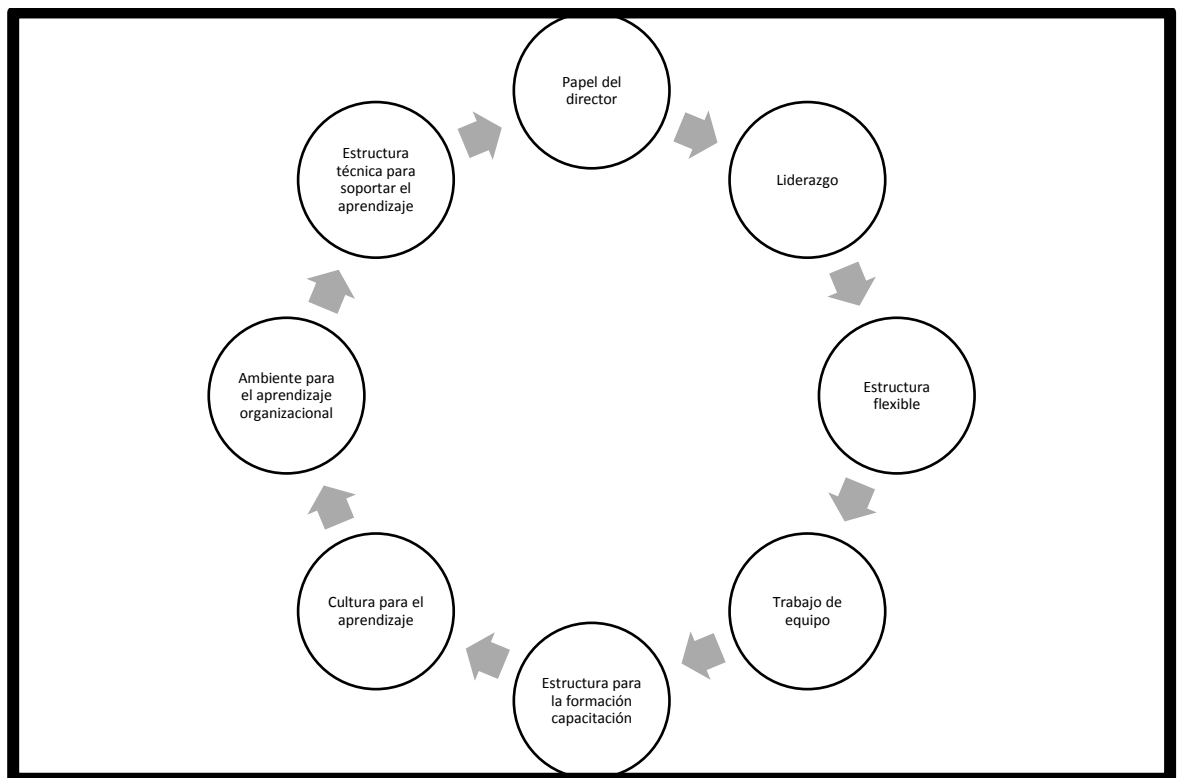 Papel del
director
Liderazgo
Estructura
flexible
Trabajo de
equipo
Estructura para
la formación
capacitación
Cultura para el
aprendizaje
Ambiente para
el aprendizaje
organizacional
Estructura
técnica para
soportar el
aprendizaje